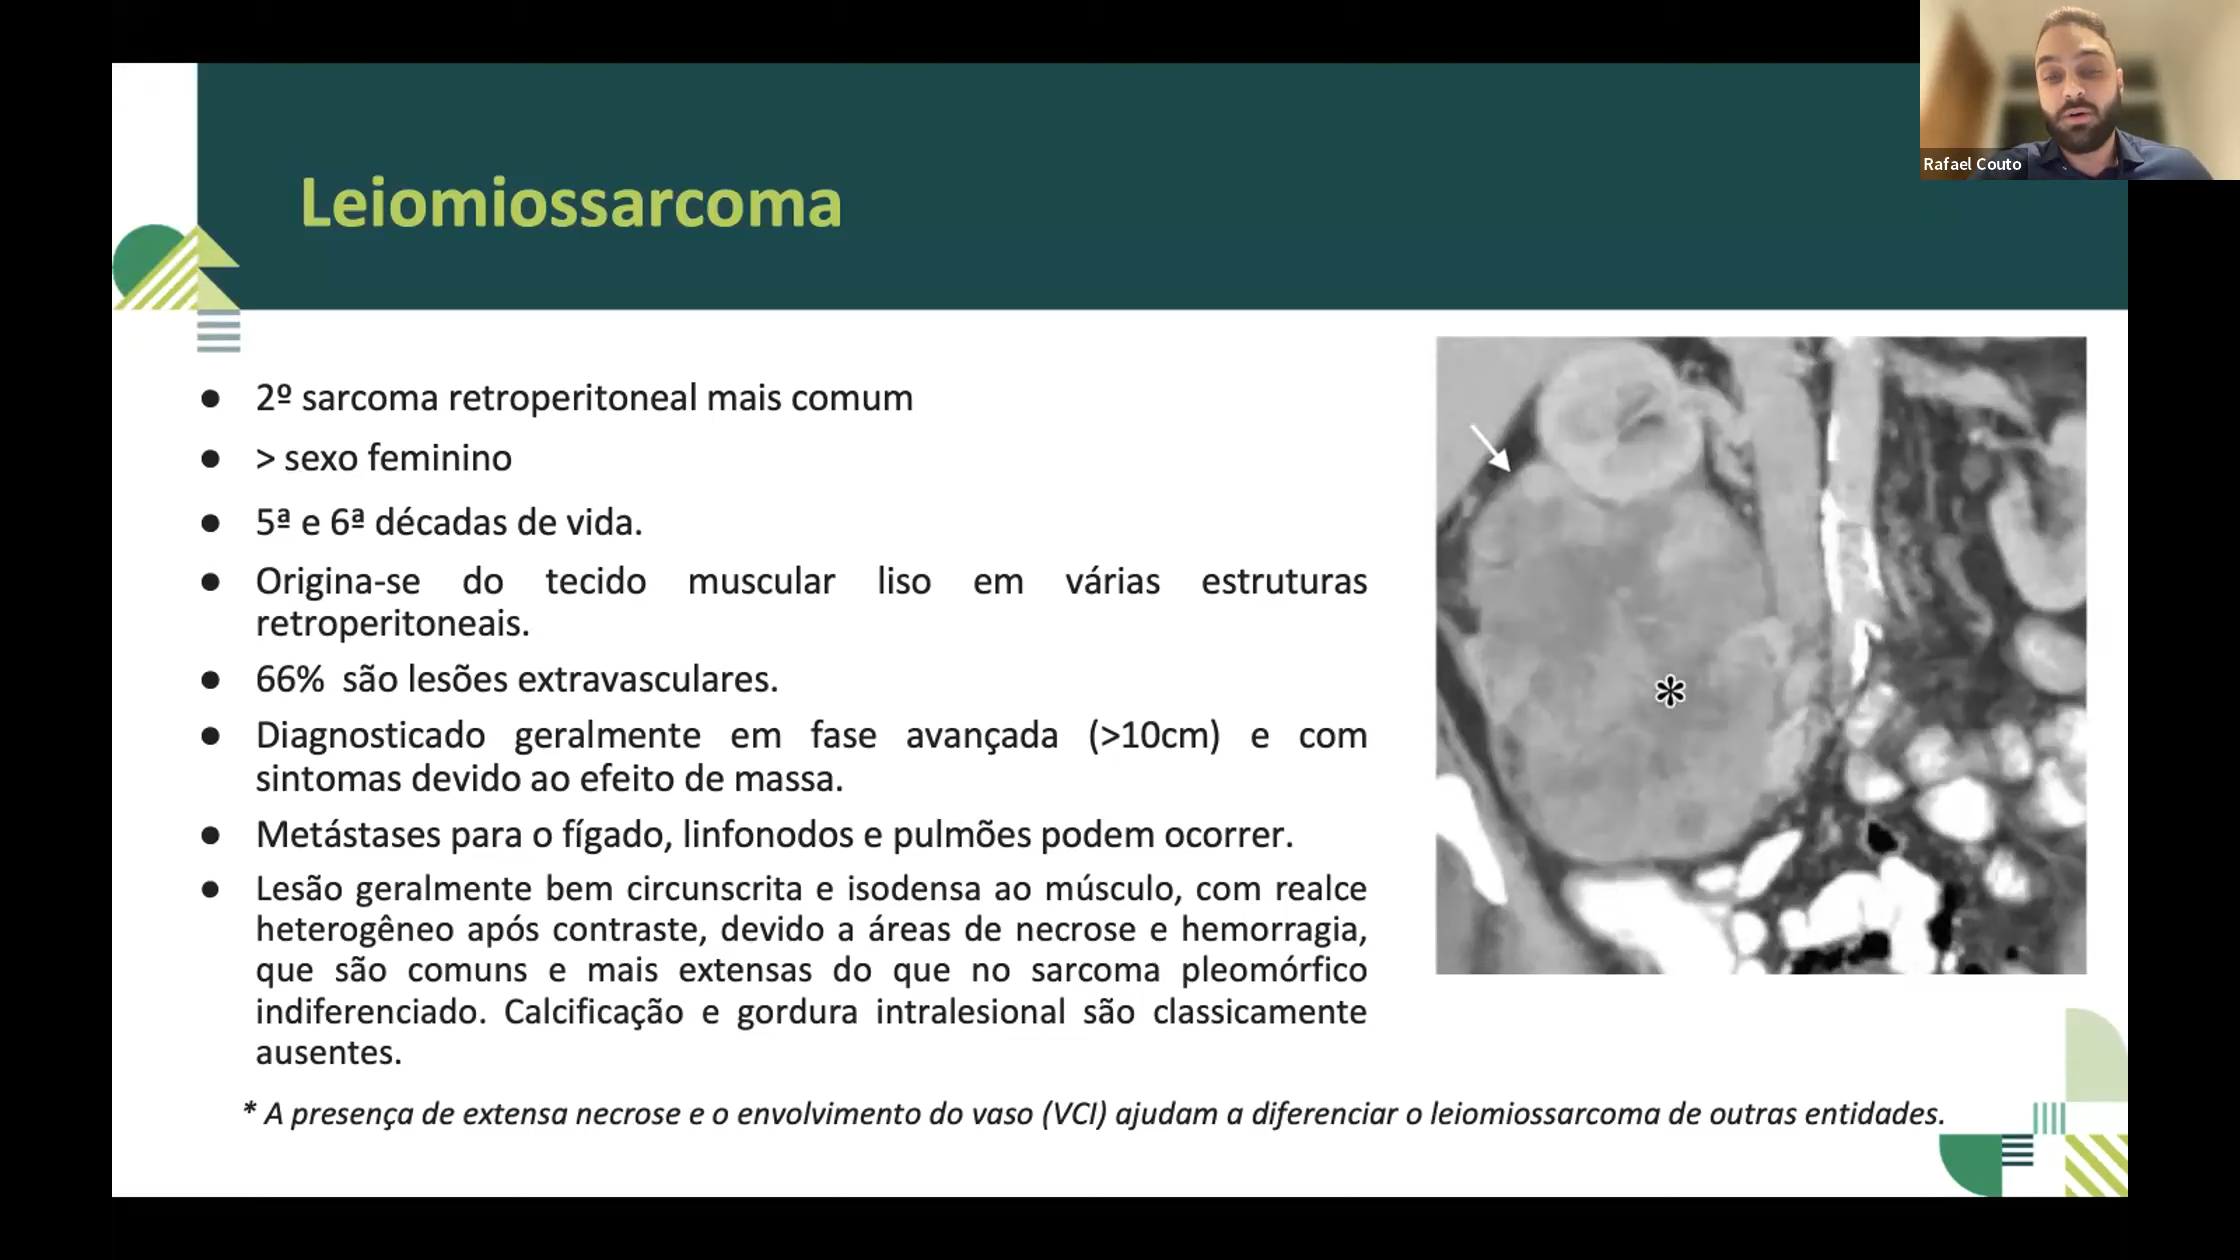 Rafael Couto
Leiomiossarcoma
● 2º sarcoma retroperitoneal mais comum
● > sexo feminino
● 5ª e 6ª décadas de vida.
● Origina-se do tecido muscular liso em várias estruturas
retroperitoneais.
● 66% são lesões extravasculares.
● Diagnosticado geralmente em fase avançada (>10cm) e com
sintomas devido ao efeito de massa.
● Metástases para o fígado, linfonodos e pulmões podem ocorrer.
● Lesão geralmente bem circunscrita e isodensa ao músculo, com realce
heterogêneo após contraste, devido a áreas de necrose e hemorragia,
que são comuns e mais extensas do que no sarcoma pleomórfico
indiferenciado. Calcificação e gordura intralesional são classicamente
ausentes.
*
* A presença de extensa necrose e o envolvimento do vaso (VCI) ajudam a diferenciar o leiomiossarcoma de outras entidades.